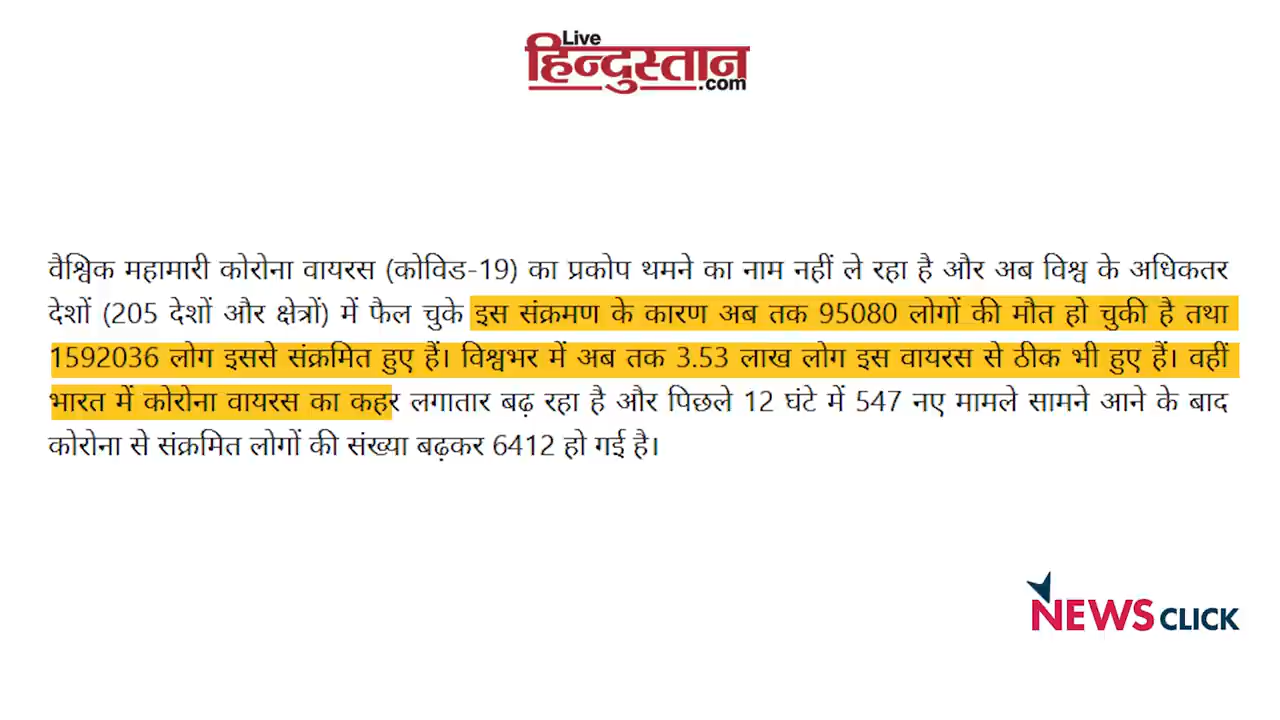 Live
हिन्दुस्तान
.com
वैश्विक महामारी कोरोना वायरस (कोविड-19) का प्रकोप थमने का नाम नहीं ले रहा है और अब विश्व के अधिकतर
देशों (205 देशों और क्षेत्रों) में फैल चुके इस संक्रमण के कारण अब तक 95080 लोगों की मौत हो चुकी है तथा
1592036 लोग इससे संक्रमित हुए हैं। विश्वभर में अब तक 3.53 लाख लोग इस वायरस से ठीक भी हुए हैं। वहीं
भारत में कोरोना वायरस का कहर लगातार बढ़ रहा है और पिछले 12 घंटे में 547 नए मामले सामने आने के बाद
कोरोना से संक्रमित लोगों की संख्या बढ़कर 6412 हो गई है।
NEWS CLICK